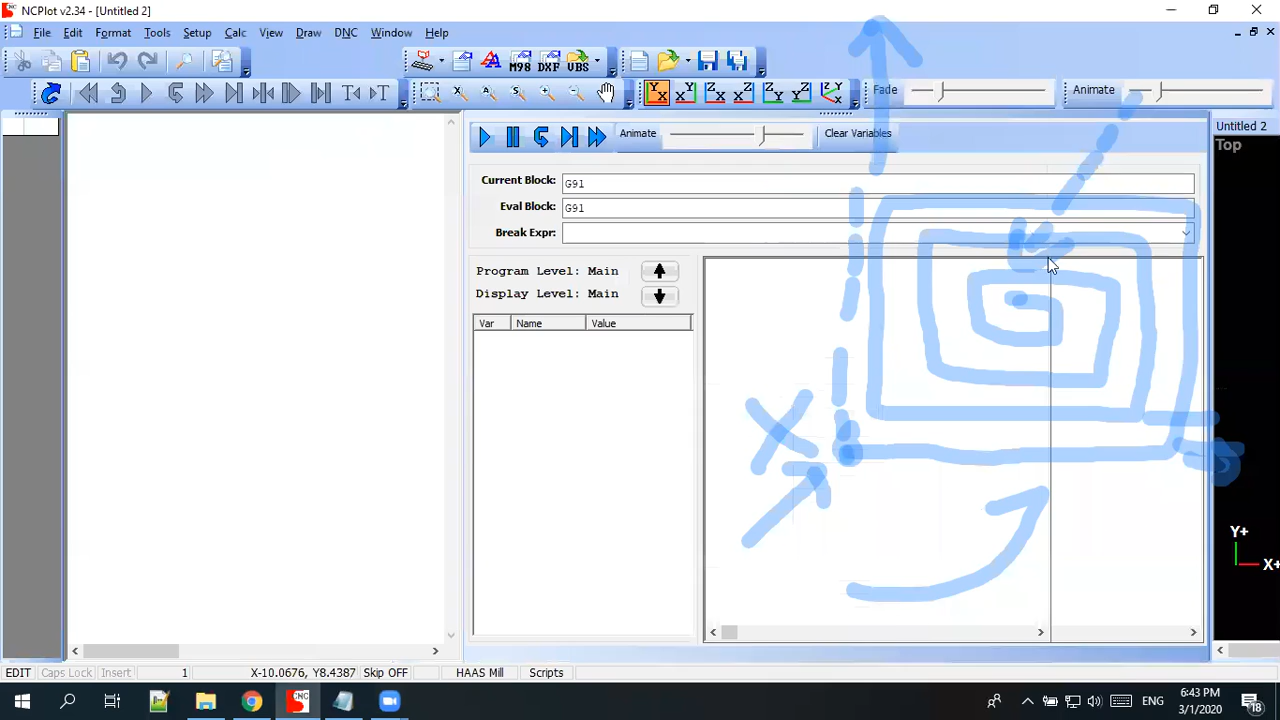 NCPlot v2.34 - [Untitled 2]
File Edit Format Tools Setup Calc View Draw DNC Window Help
M98 DXF VBS
Fade Animate
Animate Clear Variables
Untitled 2
Top
Current Block: G91
Eval Block: G91
Break Expr:
Program Level: Main
Display Level: Main
Var Name Value
X
Y+
X+
EDIT Caps Lock Insert 1 X-10.0676, Y8.4387 Skip OFF HAAS Mill Scripts
ENG
6:43 PM
3/1/2020
18